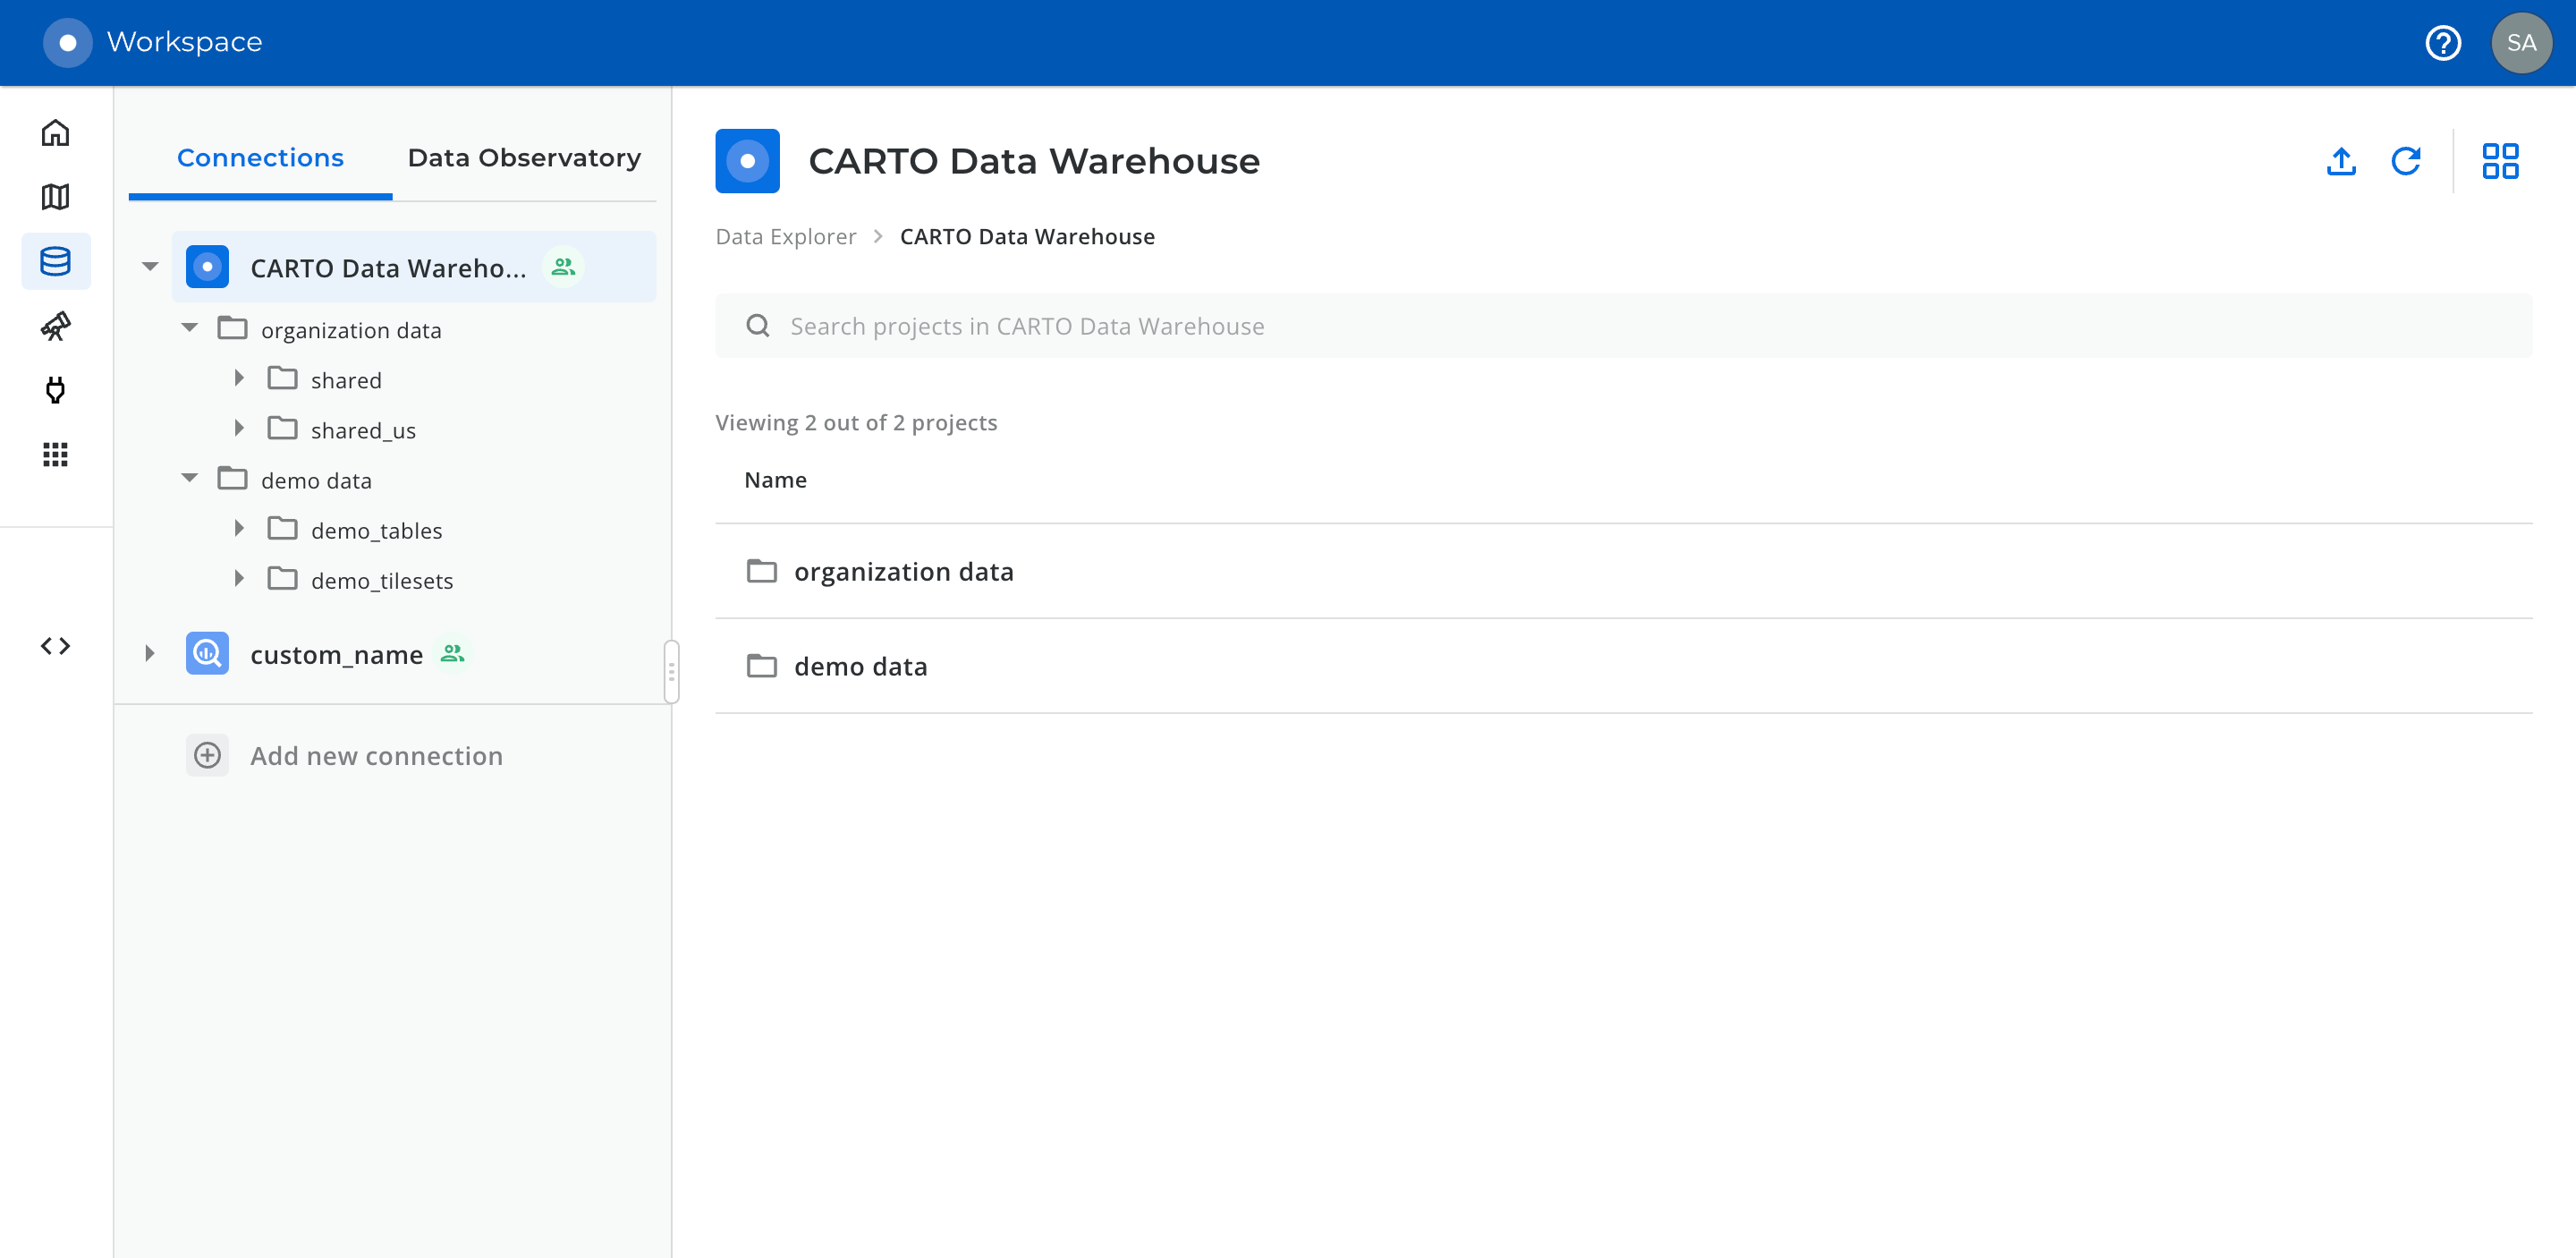 Workspace
SA
Connections
Data Observatory
CARTO Data Wareho...
organization data
shared
shared_us
demo data
demo_tables
demo_tilesets
custom_name
Add new connection
CARTO Data Warehouse
Data Explorer > CARTO Data Warehouse
Search projects in CARTO Data Warehouse
Viewing 2 out of 2 projects
Name
organization data
demo data